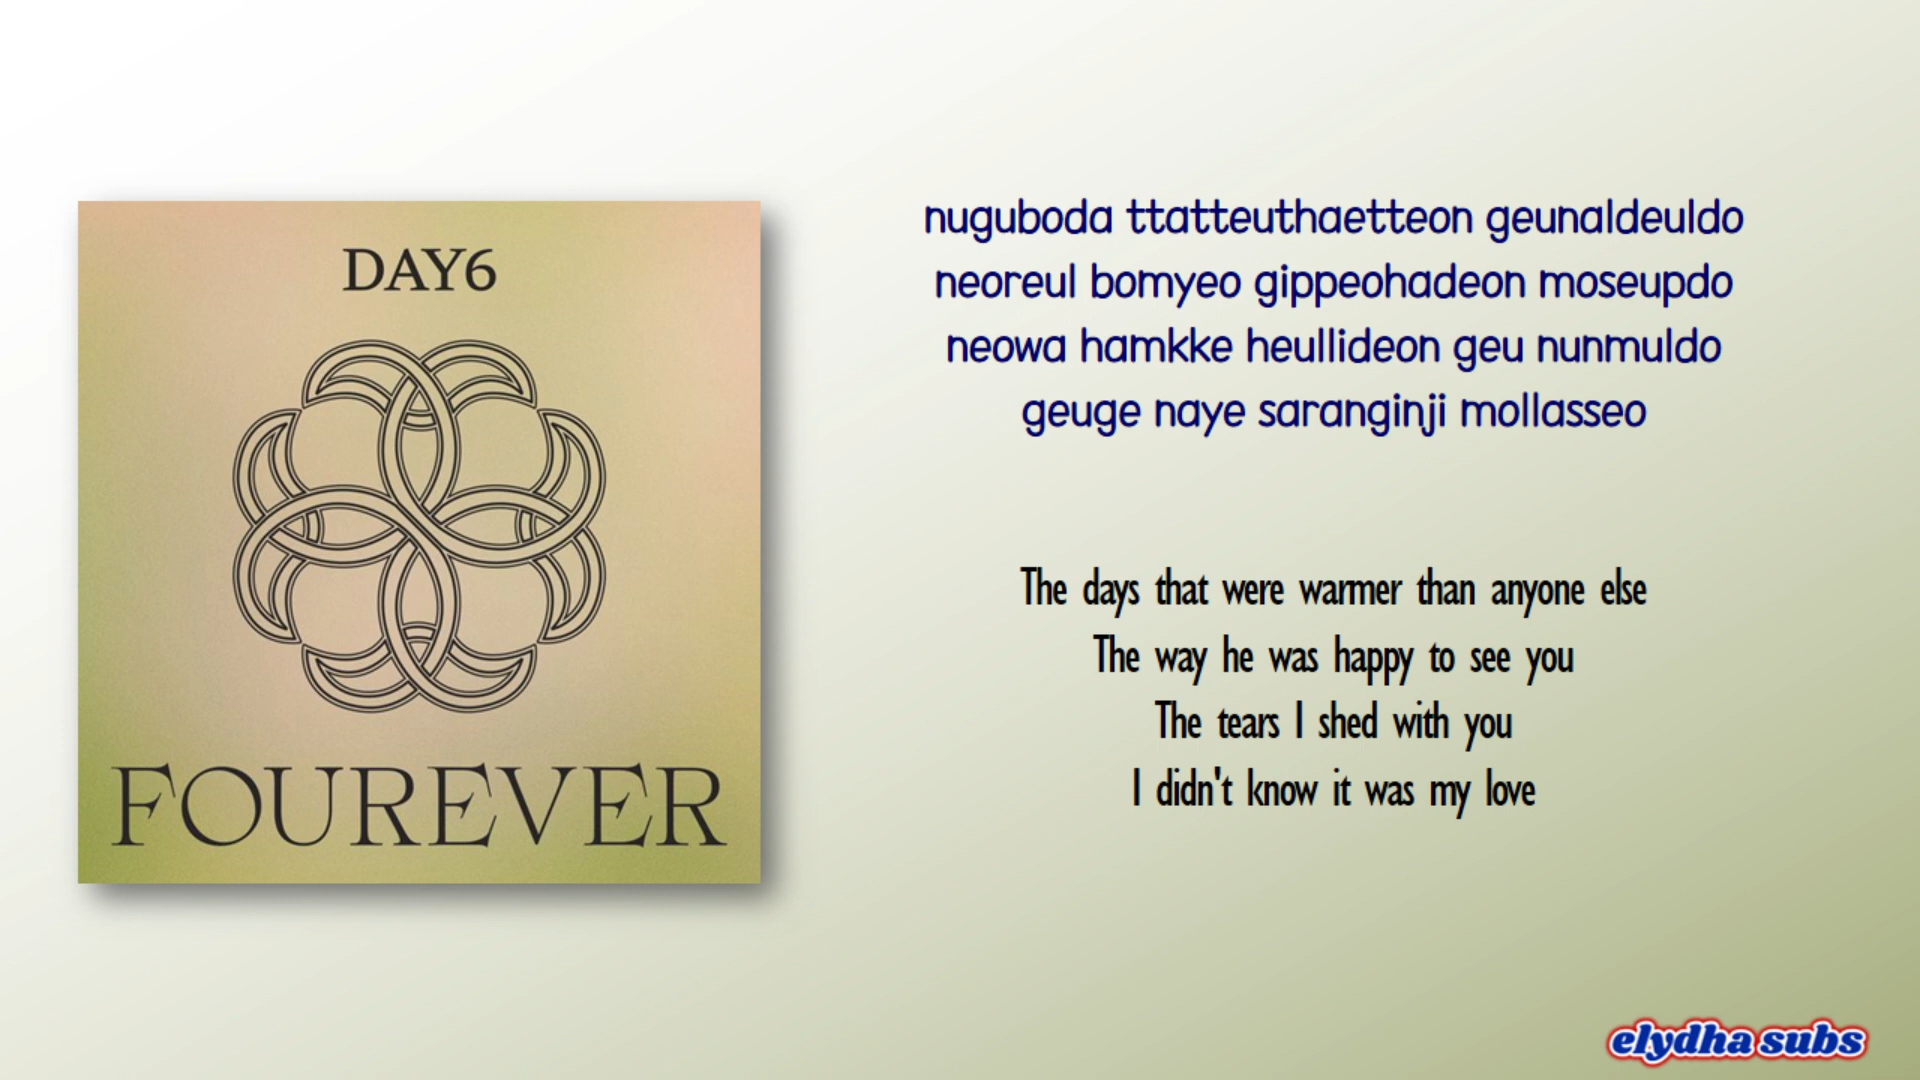 DAY6
FOUREVER
nuguboda ttatteuthaetteon geunaldeuldo
neoreul bomyeo gippeohadeon moseupdo
neowa hamkke heullideon geu nunmuldo
geuge naye saranginji mollasseo
The days that were warmer than anyone else
The way he was happy to see you
The tears I shed with you
I didn't know it was my love
elydha subs